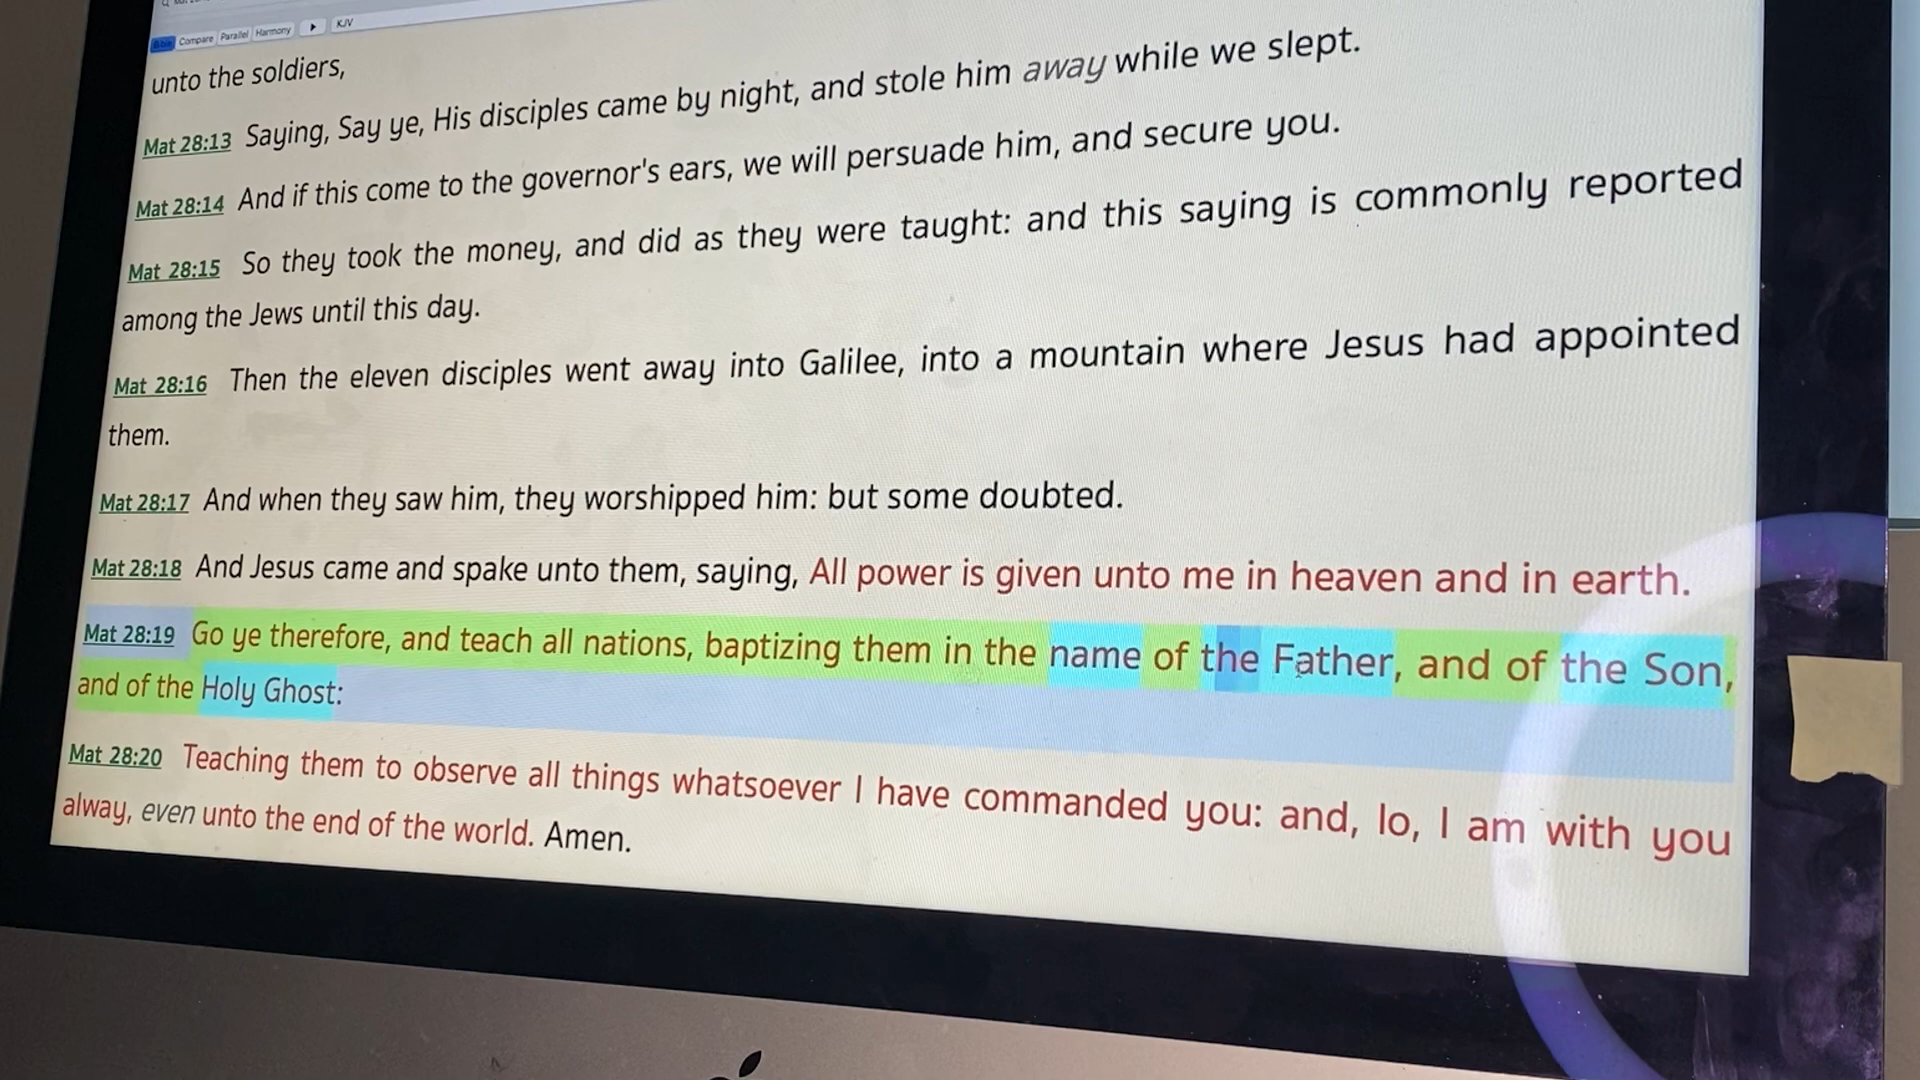 Bible Compare Parallel Harmony KJV
unto the soldiers,
Mat 28:13 Saying, Say ye, His disciples came by night, and stole him away while we slept.
Mat 28:14 And if this come to the governor's ears, we will persuade him, and secure you.
Mat 28:15 So they took the money, and did as they were taught: and this saying is commonly reported
among the Jews until this day.
Mat 28:16 Then the eleven disciples went away into Galilee, into a mountain where Jesus had appointed
them.
Mat 28:17 And when they saw him, they worshipped him: but some doubted.
Mat 28:18 And Jesus came and spake unto them, saying, All power is given unto me in heaven and in earth.
Mat 28:19 Go ye therefore, and teach all nations, baptizing them in the name of the Father, and of the Son,
and of the Holy Ghost:
Mat 28:20 Teaching them to observe all things whatsoever I have commanded you: and, lo, I am with you
alway, even unto the end of the world. Amen.